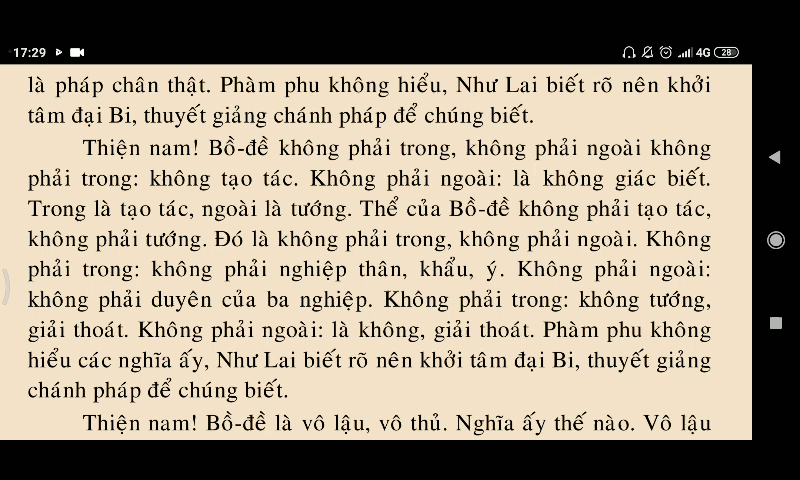 17:29
4G 28
là pháp chân thật. Phàm phu không hiểu, Như Lai biết rõ nên khởi
tâm đại Bi, thuyết giảng chánh pháp để chúng biết.
Thiện nam! Bồ-đề không phải trong, không phải ngoài không
phải trong: không tạo tác. Không phải ngoài: là không giác biết.
Trong là tạo tác, ngoài là tướng. Thể của Bồ-đề không phải tạo tác,
không phải tướng. Đó là không phải trong, không phải ngoài. Không
phải trong: không phải nghiệp thân, khẩu, ý. Không phải ngoài:
không phải duyên của ba nghiệp. Không phải trong: không tướng,
giải thoát. Không phải ngoài: là không, giải thoát. Phàm phu không
hiểu các nghĩa ấy, Như Lai biết rõ nên khởi tâm đại Bi, thuyết giảng
chánh pháp để chúng biết.
Thiện nam! Bồ-đề là vô lậu, vô thủ. Nghĩa ấy thế nào. Vô lậu